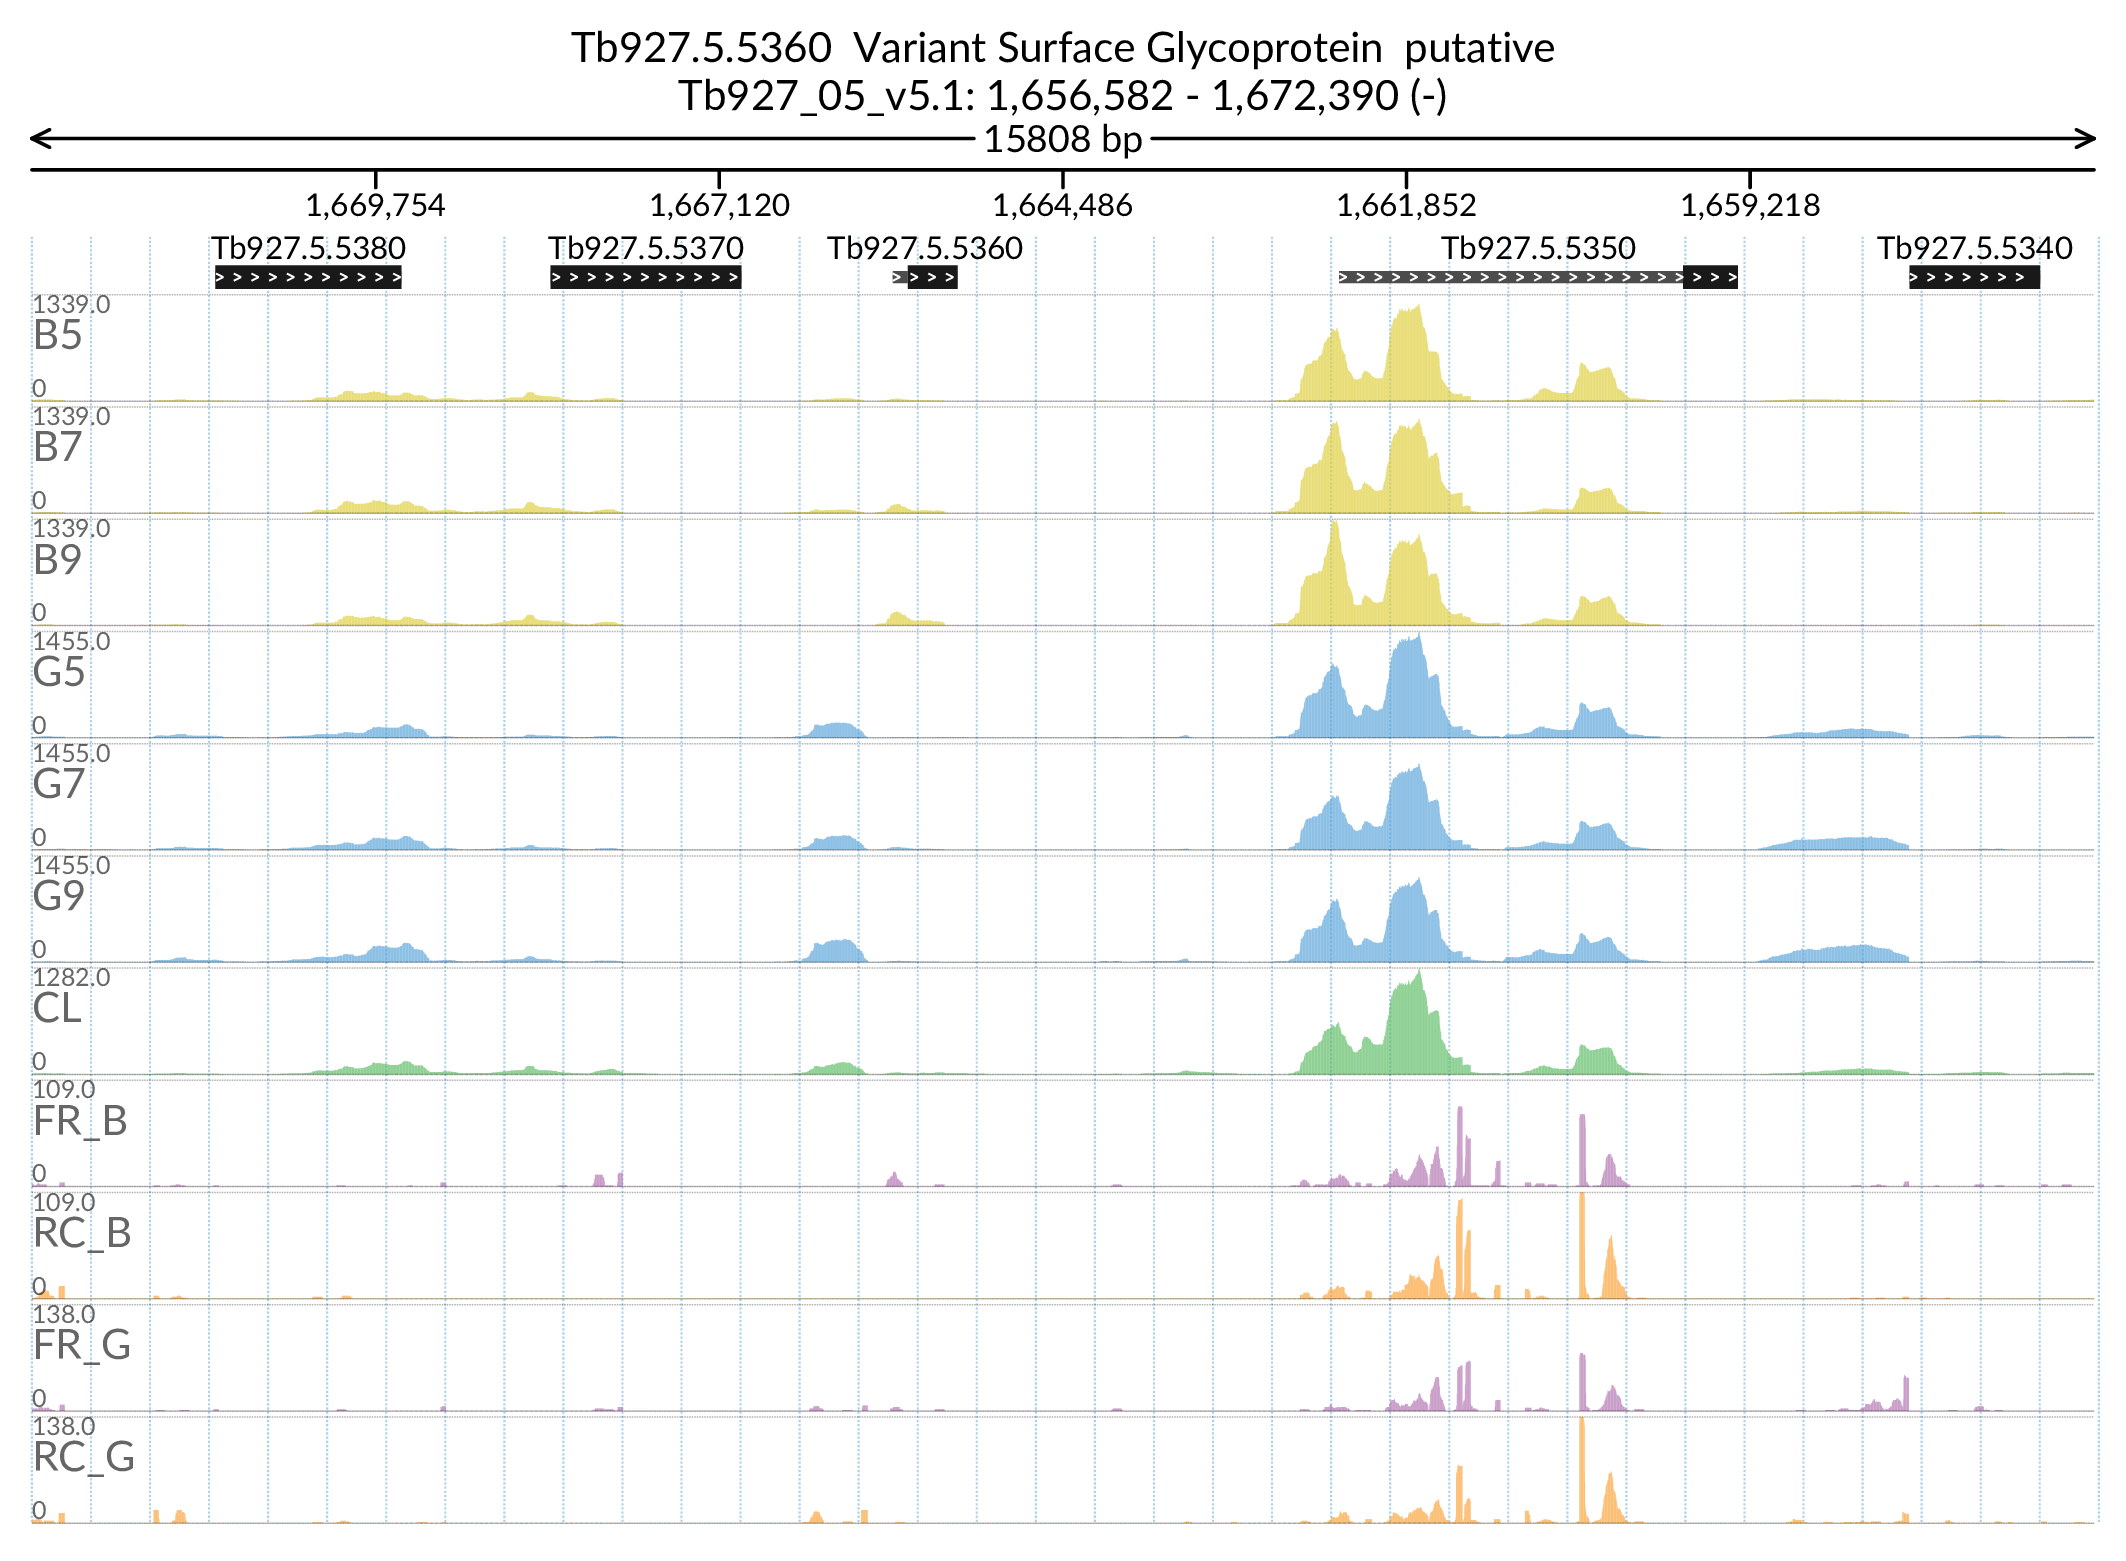 Tb927.5.5360  Variant Surface Glycoprotein  putative
Tb927_05_v5.1: 1,656,582 - 1,672,390 (-)
15808 bp
1,669,754 1,667,120 1,664,486 1,661,852 1,659,218
Tb927.5.5380 Tb927.5.5370 Tb927.5.5360 Tb927.5.5350 Tb927.5.5340
1339.0
B5
0
1339.0
B7
0
1339.0
B9
0
1455.0
G5
0
1455.0
G7
0
1455.0
G9
0
1282.0
CL
0
109.0
FR_B
0
109.0
RC_B
0
138.0
FR_G
0
138.0
RC_G
0